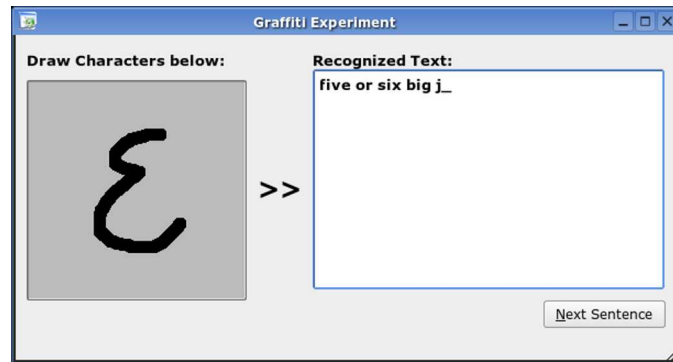 Graffiti Experiment
Draw Characters below:
Recognized Text:
five or six big j_
ε
>>
Next Sentence